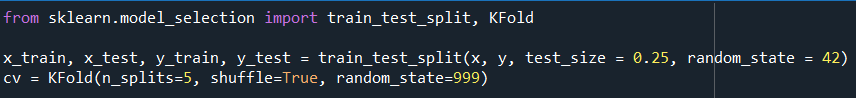 from sklearn.model_selection import train_test_split, KFold
x_train, x_test, y_train, y_test = train_test_split(x, y, test_size = 0.25, random_state = 42)
cv = KFold(n_splits=5, shuffle=True, random_state=999)